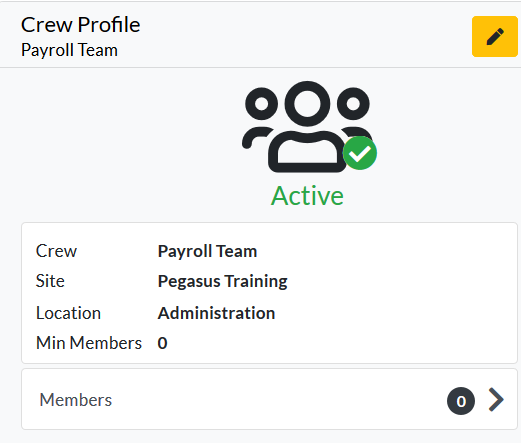 Crew Profile
Payroll Team
Active
Crew Payroll Team
Site Pegasus Training
Location Administration
Min Members 0
Members 0